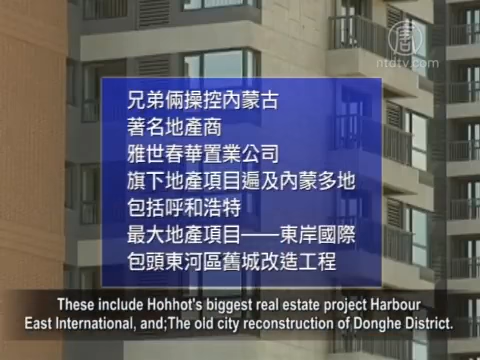 唐
ntdtv.com
兄弟倆操控內蒙古
著名地產商
雅世春華置業公司
旗下地產項目遍及內蒙多地
包括呼和浩特
最大地產項目——東岸國際
包頭東河區舊城改造工程
These include Hohhot's biggest real estate project Harbour
East International, and;The old city reconstruction of Donghe District.